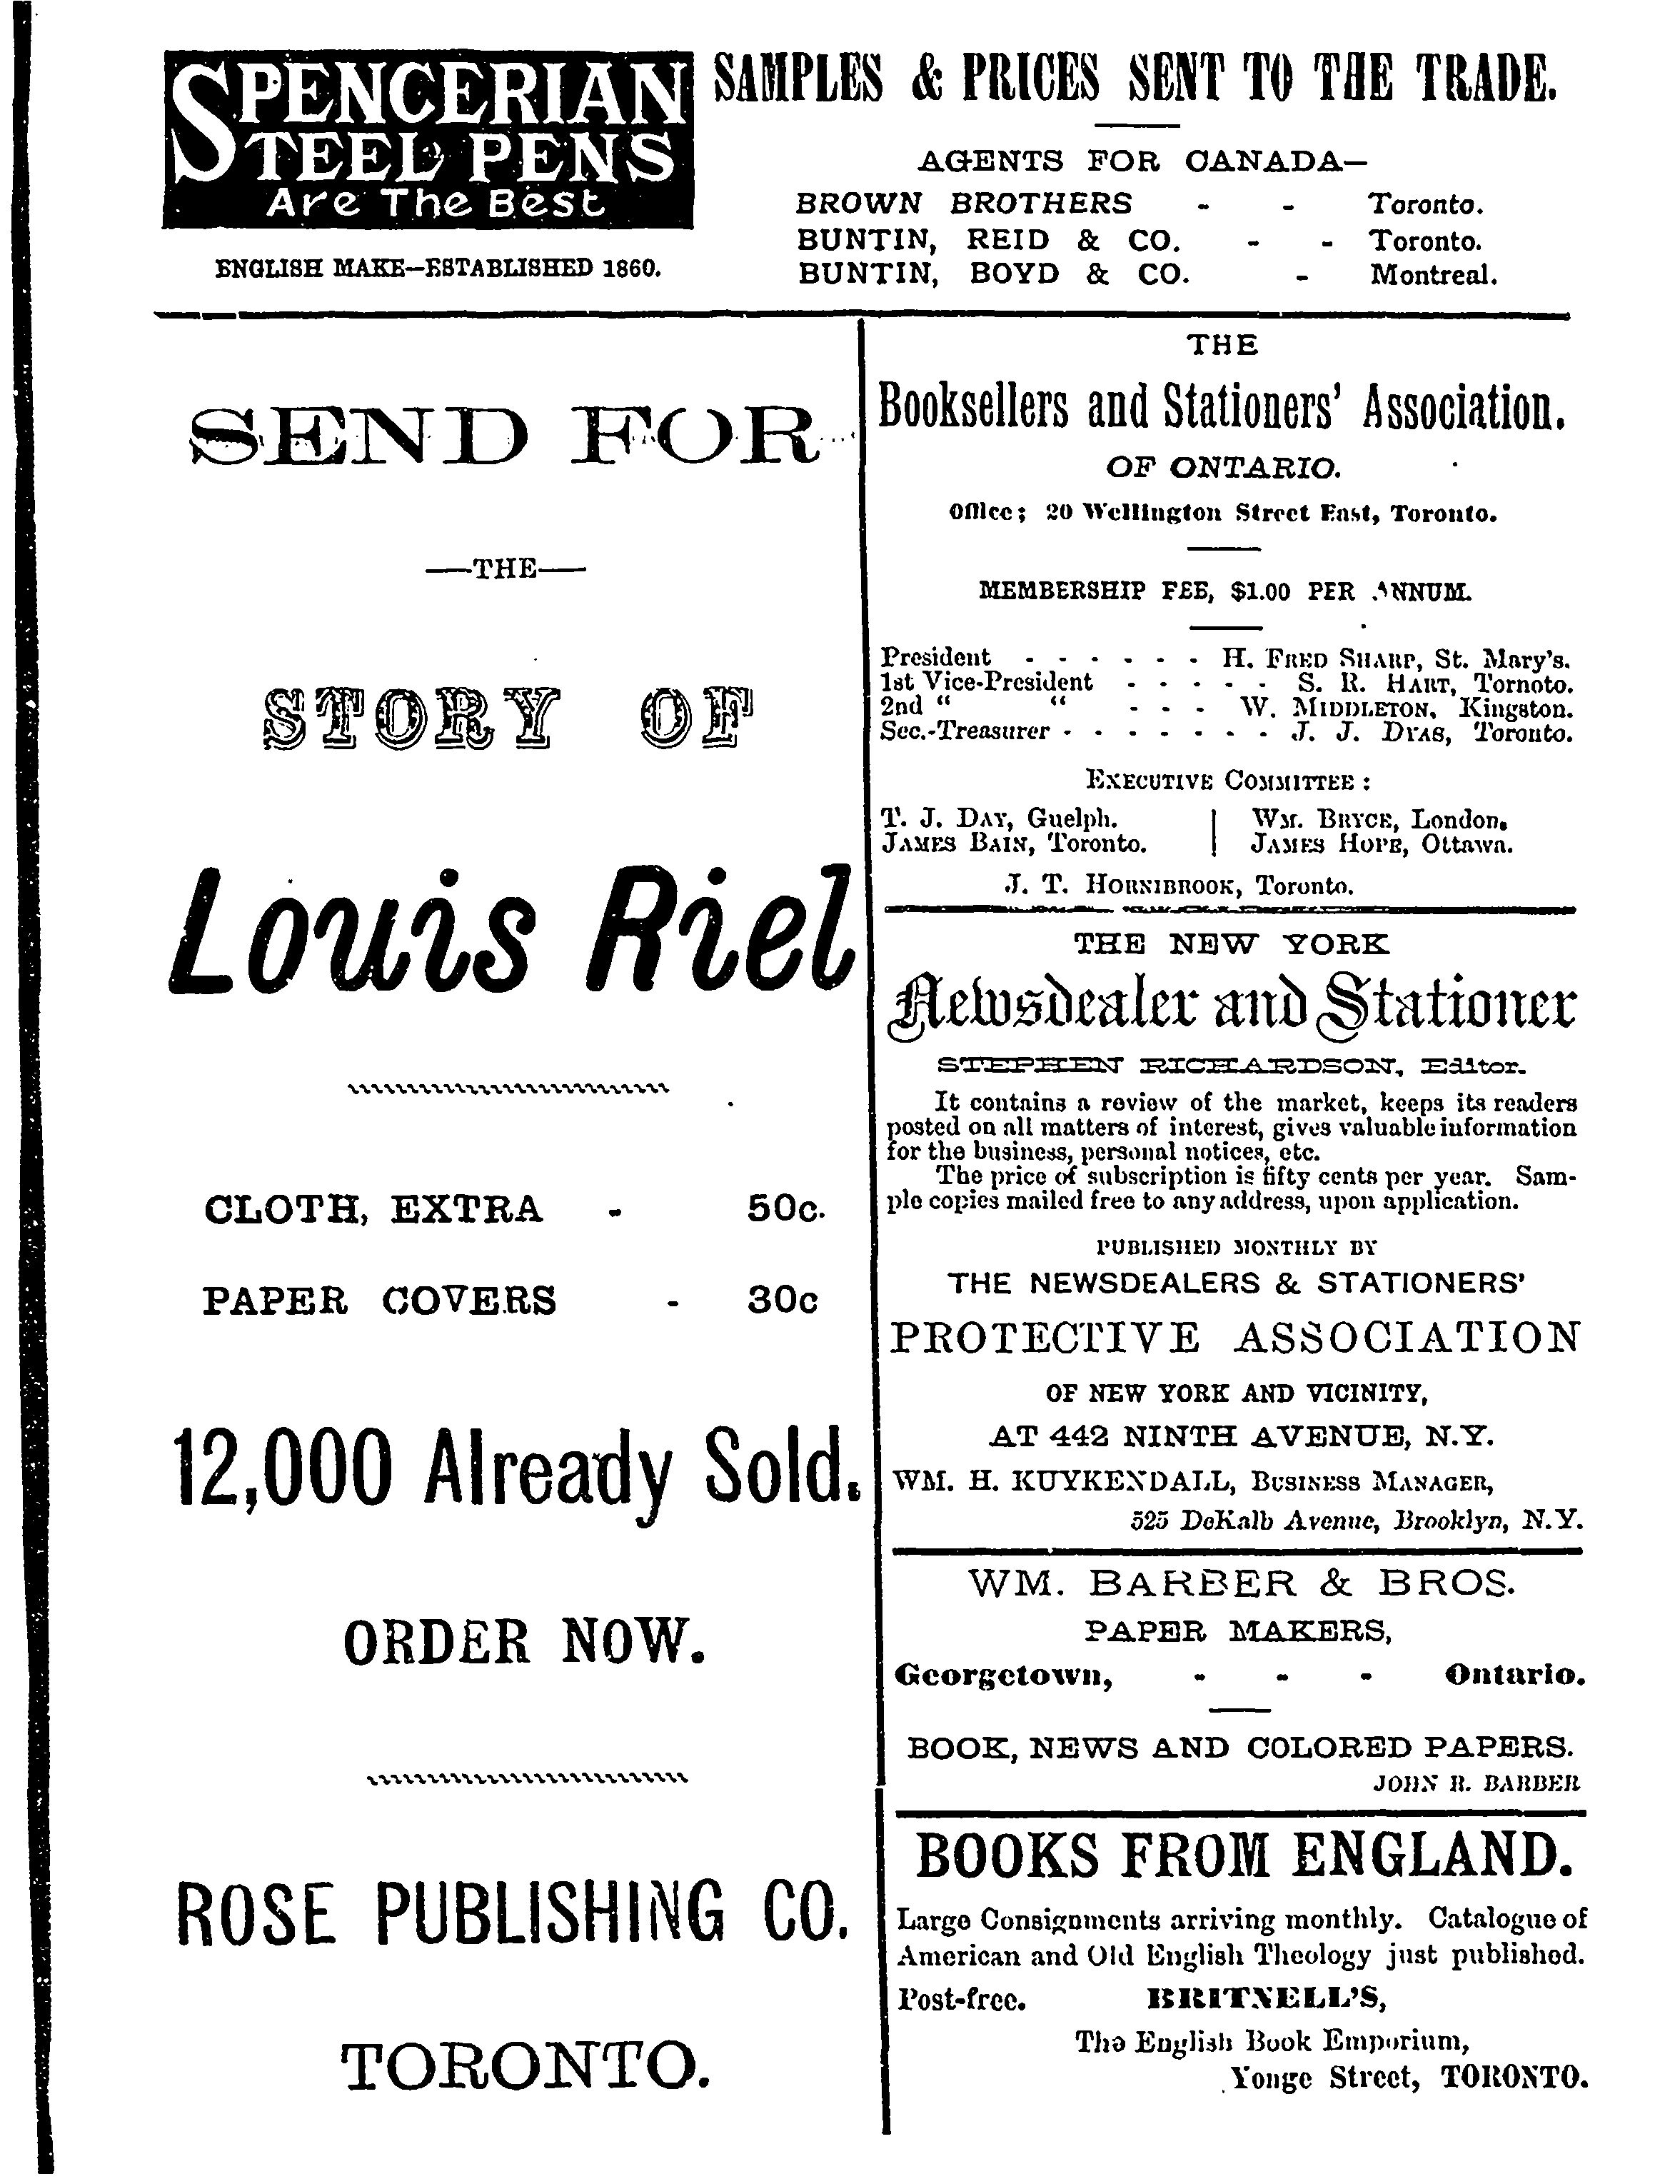 SPENCERIAN
STEEL PENS
Are The Best
ENGLISH MAKE—ESTABLISHED 1860.
SAMPLES & PRICES SENT TO THE TRADE.
AGENTS FOR CANADA—
BROWN BROTHERS - - Toronto.
BUNTIN, REID & CO. - - Toronto.
BUNTIN, BOYD & CO. - Montreal.
SEND FOR
—THE—
STORY OF
Louis Riel
CLOTH, EXTRA - 50c.
PAPER COVERS - 30c
12,000 Already Sold.
ORDER NOW.
ROSE PUBLISHING CO.
TORONTO.
THE
Booksellers and Stationers' Association.
OF ONTARIO.
Office; 20 Wellington Street East, Toronto.
MEMBERSHIP FEE, $1.00 PER ANNUM.
President - - - - - - H. FRED SHARP, St. Mary's.
1st Vice-President - - - - - S. R. HART, Tornoto.
2nd “ “ - - - W. MIDDLETON, Kingston.
Sec.-Treasurer - - - - - - - J. J. DYAS, Toronto.
EXECUTIVE COMMITTEE :
T. J. DAY, Guelph. | WM. BRYCE, London.
JAMES BAIN, Toronto. | JAMES HOPE, Ottawa.
J. T. HORNIBROOK, Toronto.
THE NEW YORK
Newsdealer and Stationer
STEPHEN RICHARDSON, Editor.
It contains a review of the market, keeps its readers
posted on all matters of interest, gives valuable information
for the business, personal notices, etc.
The price of subscription is fifty cents per year. Sam-
ple copies mailed free to any address, upon application.
PUBLISHED MONTHLY BY
THE NEWSDEALERS & STATIONERS'
PROTECTIVE ASSOCIATION
OF NEW YORK AND VICINITY,
AT 442 NINTH AVENUE, N.Y.
WM. H. KUYKENDALL, BUSINESS MANAGER,
525 DeKalb Avenue, Brooklyn, N.Y.
WM. BARBER & BROS.
PAPER MAKERS,
Georgetown, - - - Ontario.
BOOK, NEWS AND COLORED PAPERS.
JOHN R. BARBER
BOOKS FROM ENGLAND.
Large Consignments arriving monthly. Catalogue of
American and Old English Theology just published.
Post-free. BRITNELL'S,
The English Book Emporium,
Yonge Street, TORONTO.